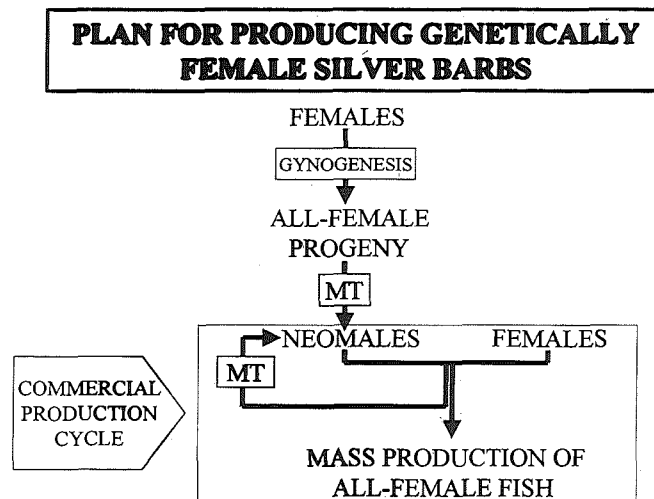 PLAN FOR PRODUCING GENETICALLY
FEMALE SILVER BARBS
FEMALES
GYNOGENESIS
ALL-FEMALE
PROGENY
MT
NEOMALES FEMALES
MT
COMMERCIAL
PRODUCTION
CYCLE
MASS PRODUCTION OF
ALL-FEMALE FISH